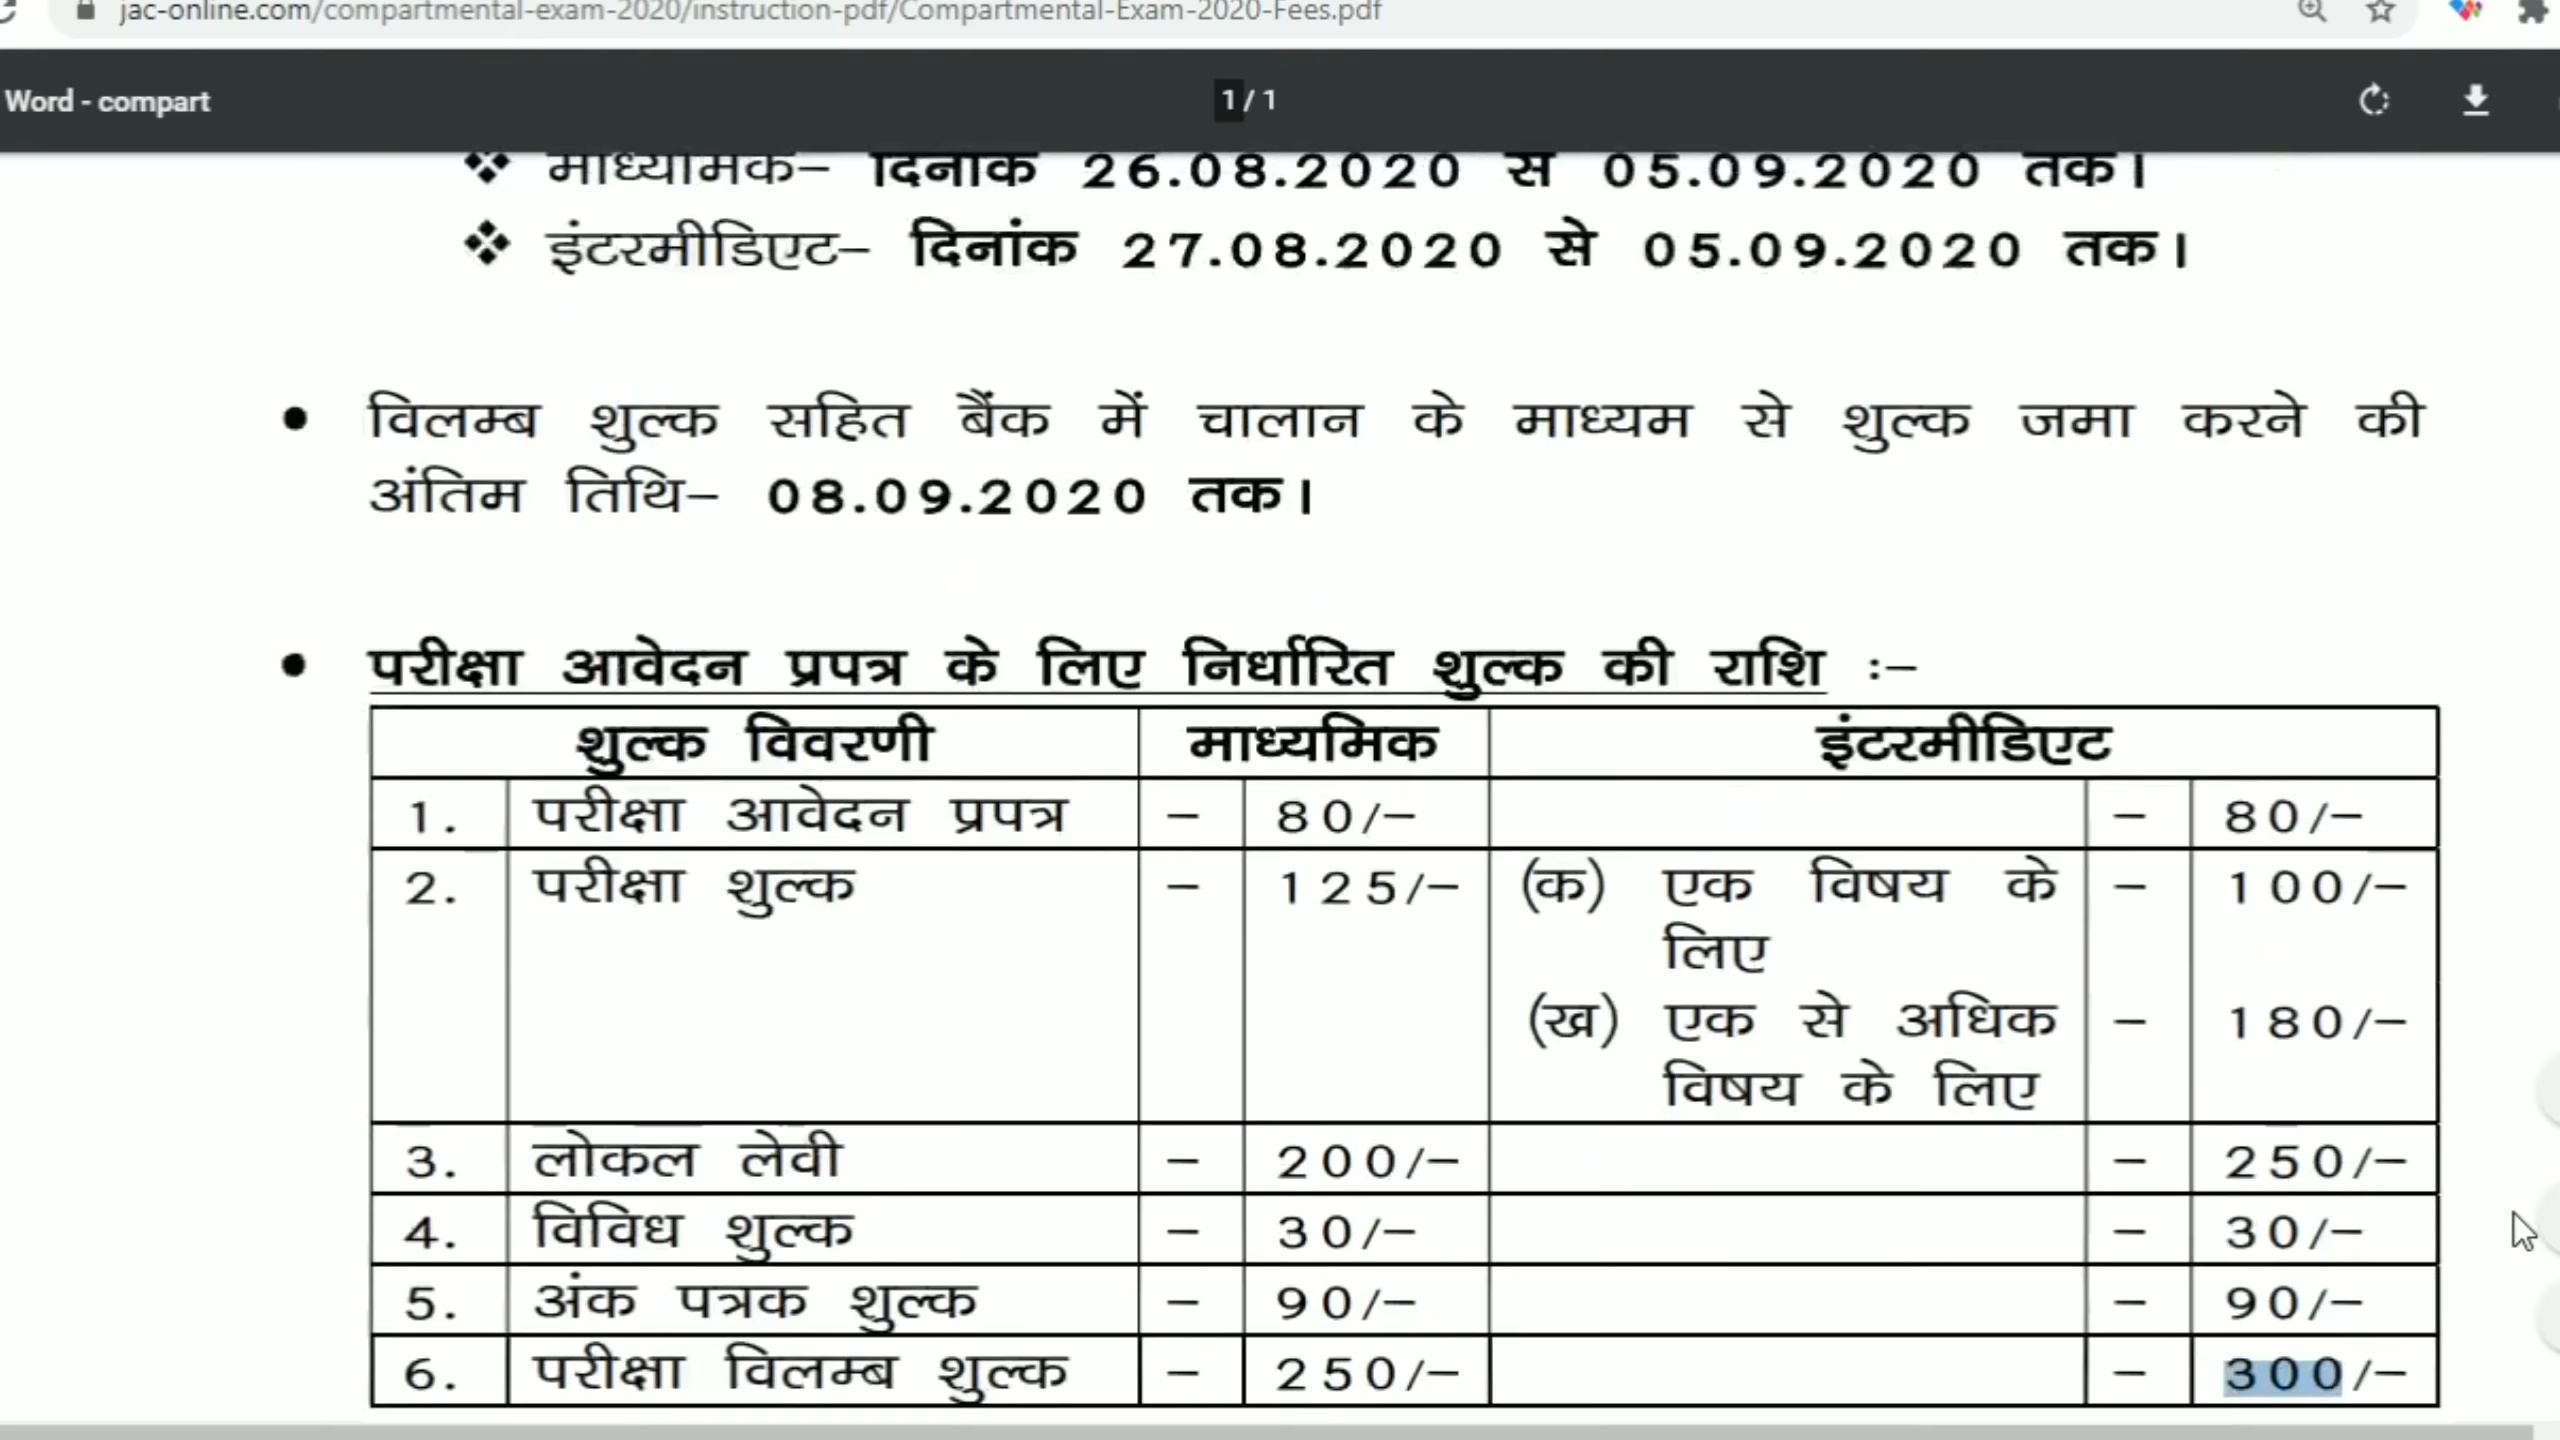 jac-online.com/compartmental-exam-2020/instruction-pdf/Compartmental-Exam-2020-Fees.pdf
Word - compart
1 / 1
❖ माध्यमिक– दिनांक 26.08.2020 से 05.09.2020 तक।
❖ इंटरमीडिएट– दिनांक 27.08.2020 से 05.09.2020 तक।
• विलम्ब शुल्क सहित बैंक में चालान के माध्यम से शुल्क जमा करने की
अंतिम तिथि– 08.09.2020 तक।
• परीक्षा आवेदन प्रपत्र के लिए निर्धारित शुल्क की राशि :–
शुल्क विवरणी माध्यमिक इंटरमीडिएट
1. परीक्षा आवेदन प्रपत्र – 80/– – 80/–
2. परीक्षा शुल्क – 125/– (क) एक विषय के – 100/–
लिए
(ख) एक से अधिक – 180/–
विषय के लिए
3. लोकल लेवी – 200/– – 250/–
4. विविध शुल्क – 30/– – 30/–
5. अंक पत्रक शुल्क – 90/– – 90/–
6. परीक्षा विलम्ब शुल्क – 250/– – 300/–